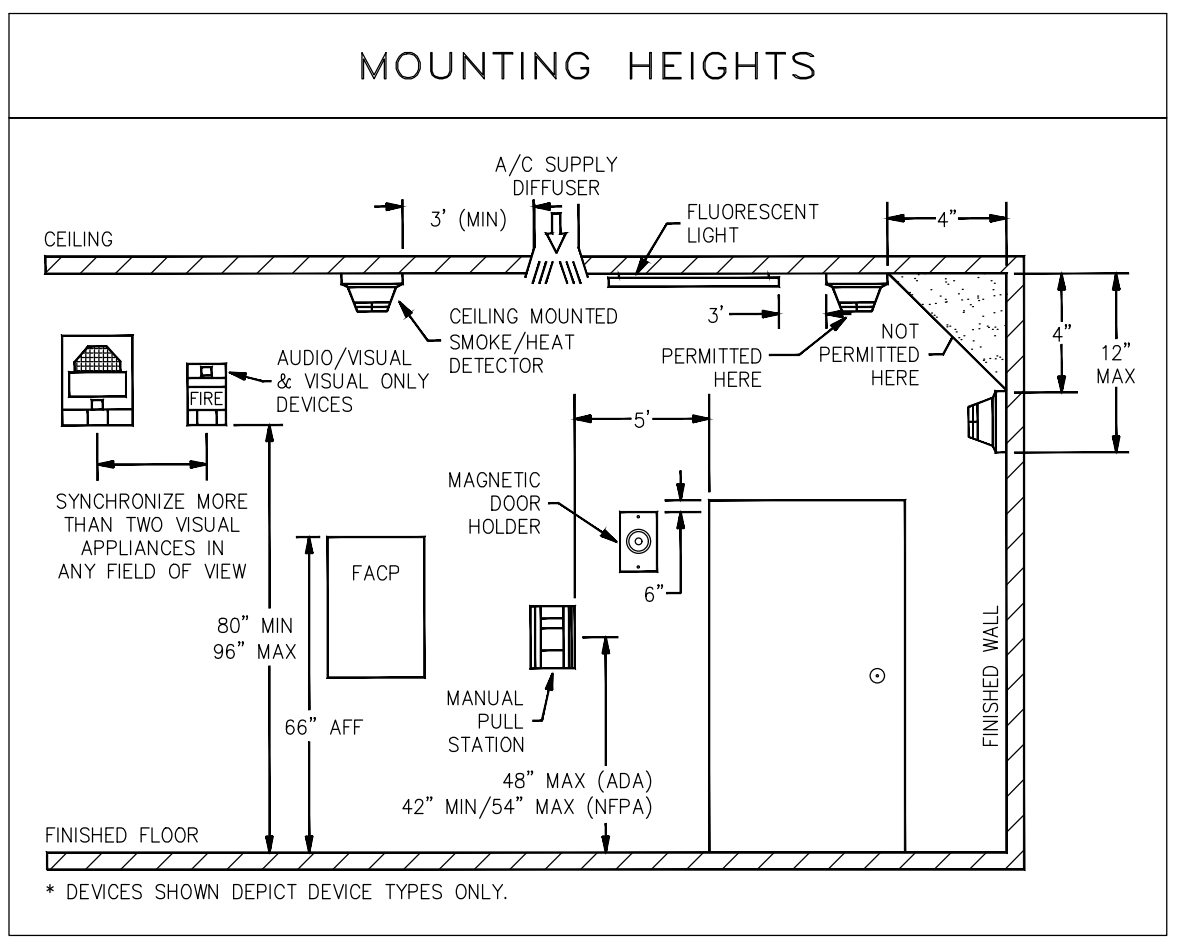 MOUNTING HEIGHTS
A/C SUPPLY
DIFFUSER
3' (MIN)
FLUORESCENT
LIGHT
4"
CEILING
CEILING MOUNTED
SMOKE/HEAT
DETECTOR
3'
PERMITTED
HERE
NOT
PERMITTED
HERE
4"
12"
MAX
AUDIO/VISUAL
& VISUAL ONLY
DEVICES
FIRE
5'
SYNCHRONIZE MORE
THAN TWO VISUAL
APPLIANCES IN
ANY FIELD OF VIEW
MAGNETIC
DOOR
HOLDER
6"
FACP
80" MIN
96" MAX
66" AFF
MANUAL
PULL
STATION
48" MAX (ADA)
42" MIN/54" MAX (NFPA)
FINISHED WALL
FINISHED FLOOR
* DEVICES SHOWN DEPICT DEVICE TYPES ONLY.